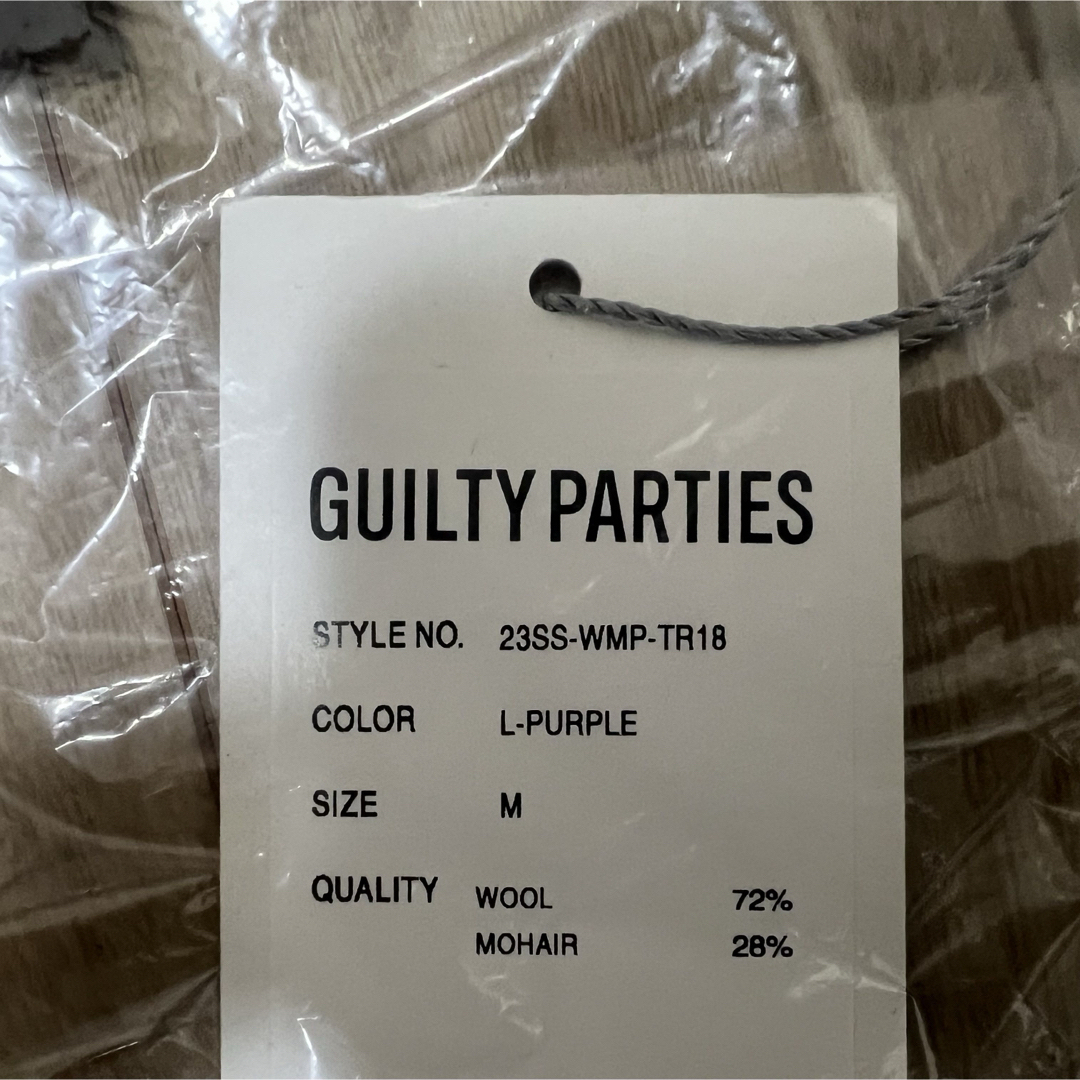 GUILTY PARTIES
STYLE NO. 23SS-WMP-TR18
COLOR L-PURPLE
SIZE M
QUALITY WOOL 72%
MOHAIR 28%